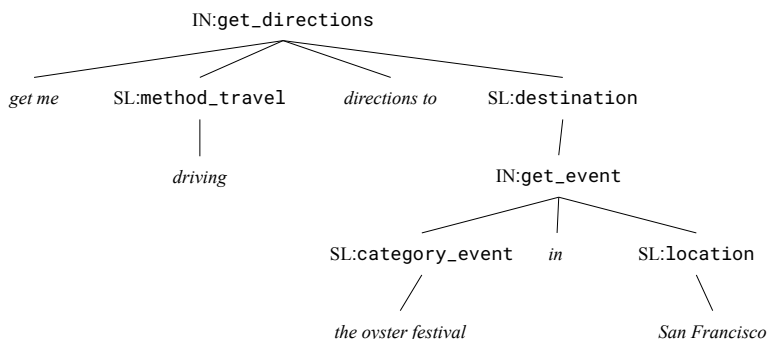 IN:get_directions
get me SL:method_travel directions to SL:destination
driving IN:get_event
SL:category_event in SL:location
the oyster festival San Francisco